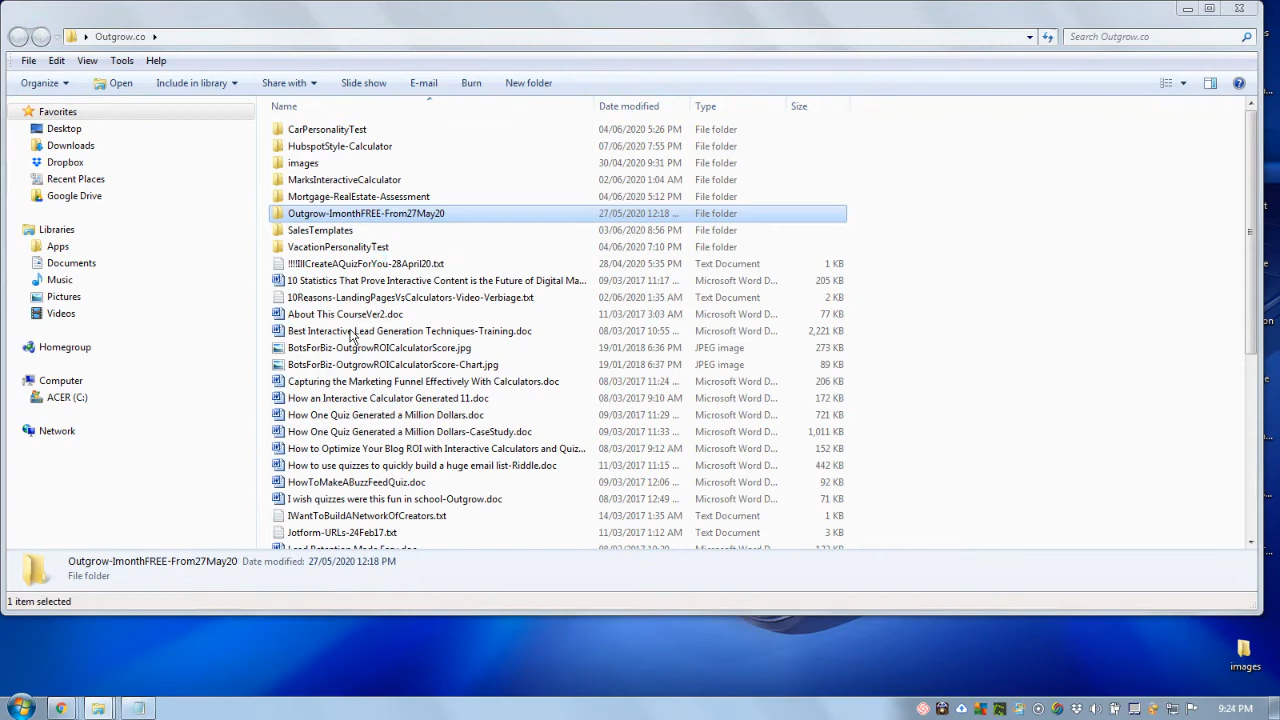 Outgrow.co
Search Outgrow.co
File Edit View Tools Help
Organize Open Include in library Share with Slide show E-mail Burn New folder
Favorites
Desktop
Downloads
Dropbox
Recent Places
Google Drive
Libraries
Apps
Documents
Music
Pictures
Videos
Homegroup
Computer
ACER (C:)
Network
Name Date modified Type Size
CarPersonalityTest 04/06/2020 5:26 PM File folder
HubspotStyle-Calculator 07/06/2020 7:55 PM File folder
images 30/04/2020 9:31 PM File folder
MarksInteractiveCalculator 02/06/2020 1:04 AM File folder
Mortgage-RealEstate-Assessment 04/06/2020 5:12 PM File folder
Outgrow-ImonthFREE-From27May20 27/05/2020 12:18 ... File folder
SalesTemplates 03/06/2020 8:56 PM File folder
VacationPersonalityTest 04/06/2020 7:10 PM File folder
!!!!IllCreateAQuizForYou-28April20.txt 28/04/2020 5:35 PM Text Document 1 KB
10 Statistics That Prove Interactive Content is the Future of Digital Ma... 09/03/2017 11:17 ... Microsoft Word D... 205 KB
10Reasons-LandingPagesVsCalculators-Video-Verbiage.txt 02/06/2020 1:35 AM Text Document 2 KB
About This CourseVer2.doc 11/03/2017 3:03 AM Microsoft Word D... 77 KB
Best Interactive Lead Generation Techniques-Training.doc 08/03/2017 10:55 ... Microsoft Word D... 2,221 KB
BotsForBiz-OutgrowROICalculatorScore.jpg 19/01/2018 6:36 PM JPEG image 273 KB
BotsForBiz-OutgrowROICalculatorScore-Chart.jpg 19/01/2018 6:37 PM JPEG image 89 KB
Capturing the Marketing Funnel Effectively With Calculators.doc 08/03/2017 11:24 ... Microsoft Word D... 206 KB
How an Interactive Calculator Generated 11.doc 08/03/2017 9:10 AM Microsoft Word D... 172 KB
How One Quiz Generated a Million Dollars.doc 09/03/2017 11:29 ... Microsoft Word D... 721 KB
How One Quiz Generated a Million Dollars-CaseStudy.doc 09/03/2017 11:33 ... Microsoft Word D... 1,011 KB
How to Optimize Your Blog ROI with Interactive Calculators and Quiz... 08/03/2017 9:12 AM Microsoft Word D... 152 KB
How to use quizzes to quickly build a huge email list-Riddle.doc 11/03/2017 11:15 ... Microsoft Word D... 442 KB
HowToMakeABuzzFeedQuiz.doc 09/03/2017 12:06 ... Microsoft Word D... 92 KB
I wish quizzes were this fun in school-Outgrow.doc 08/03/2017 12:49 ... Microsoft Word D... 71 KB
IWantToBuildANetworkOfCreators.txt 14/03/2017 1:35 AM Text Document 1 KB
Jotform-URLs-24Feb17.txt 11/03/2017 1:12 AM Text Document 3 KB
Outgrow-ImonthFREE-From27May20 Date modified: 27/05/2020 12:18 PM
File folder
1 item selected
images
9:24 PM